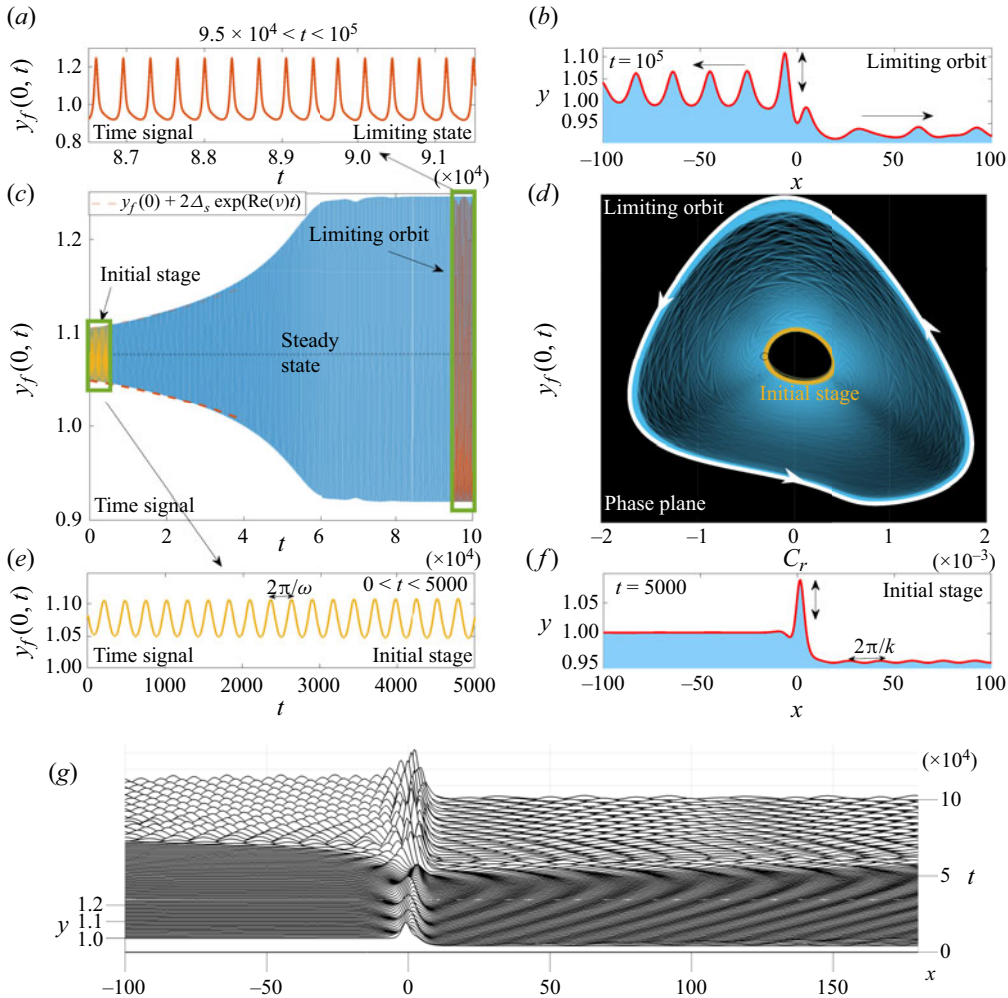 (a)
9.5 × 10⁴ < t < 10⁵
y_f(0, t)
1.2
1.0
0.8
Time signal
Limiting state
8.7 8.8 8.9 9.0 9.1
t
(×10⁴)
(b)
t = 10⁵
Limiting orbit
y
1.10
1.05
1.00
0.95
–100 –50 0 50 100
x
(c)
y_f(0) + 2Δ_s exp(Re(ν)t)
y_f(0, t)
1.2
1.1
1.0
0.9
Initial stage
Limiting orbit
Steady
state
Time signal
0 2 4 6 8 10
t
(×10⁴)
(d)
Limiting orbit
y_f(0, t)
Initial stage
Phase plane
–2 –1 0 1 2
C_r
(×10⁻³)
(e)
2π/ω
0 < t < 5000
y_f(0, t)
1.10
1.05
1.00
Time signal
Initial stage
0 1000 2000 3000 4000 5000
t
(f)
t = 5000
Initial stage
y
1.05
1.00
0.95
2π/k
–100 –50 0 50 100
x
(g)
(×10⁴)
10
5
t
0
y
1.2
1.1
1.0
–100 –50 0 50 100 150
x